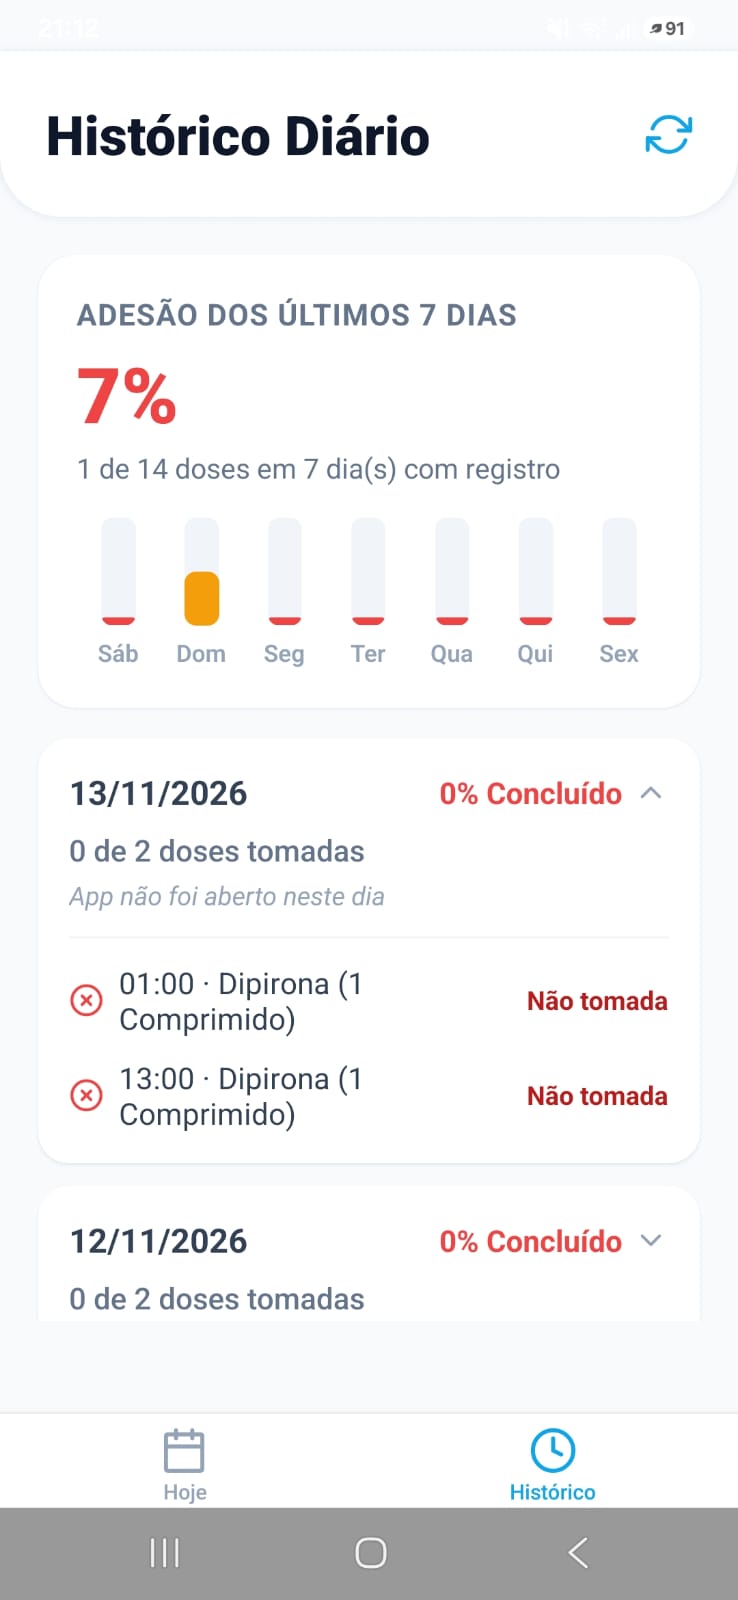 21:12
91
Histórico Diário
ADESÃO DOS ÚLTIMOS 7 DIAS
7%
1 de 14 doses em 7 dia(s) com registro
Sáb Dom Seg Ter Qua Qui Sex
13/11/2026 0% Concluído
0 de 2 doses tomadas
App não foi aberto neste dia
01:00 · Dipirona (1
Comprimido)
Não tomada
13:00 · Dipirona (1
Comprimido)
Não tomada
12/11/2026 0% Concluído
0 de 2 doses tomadas
Hoje Histórico